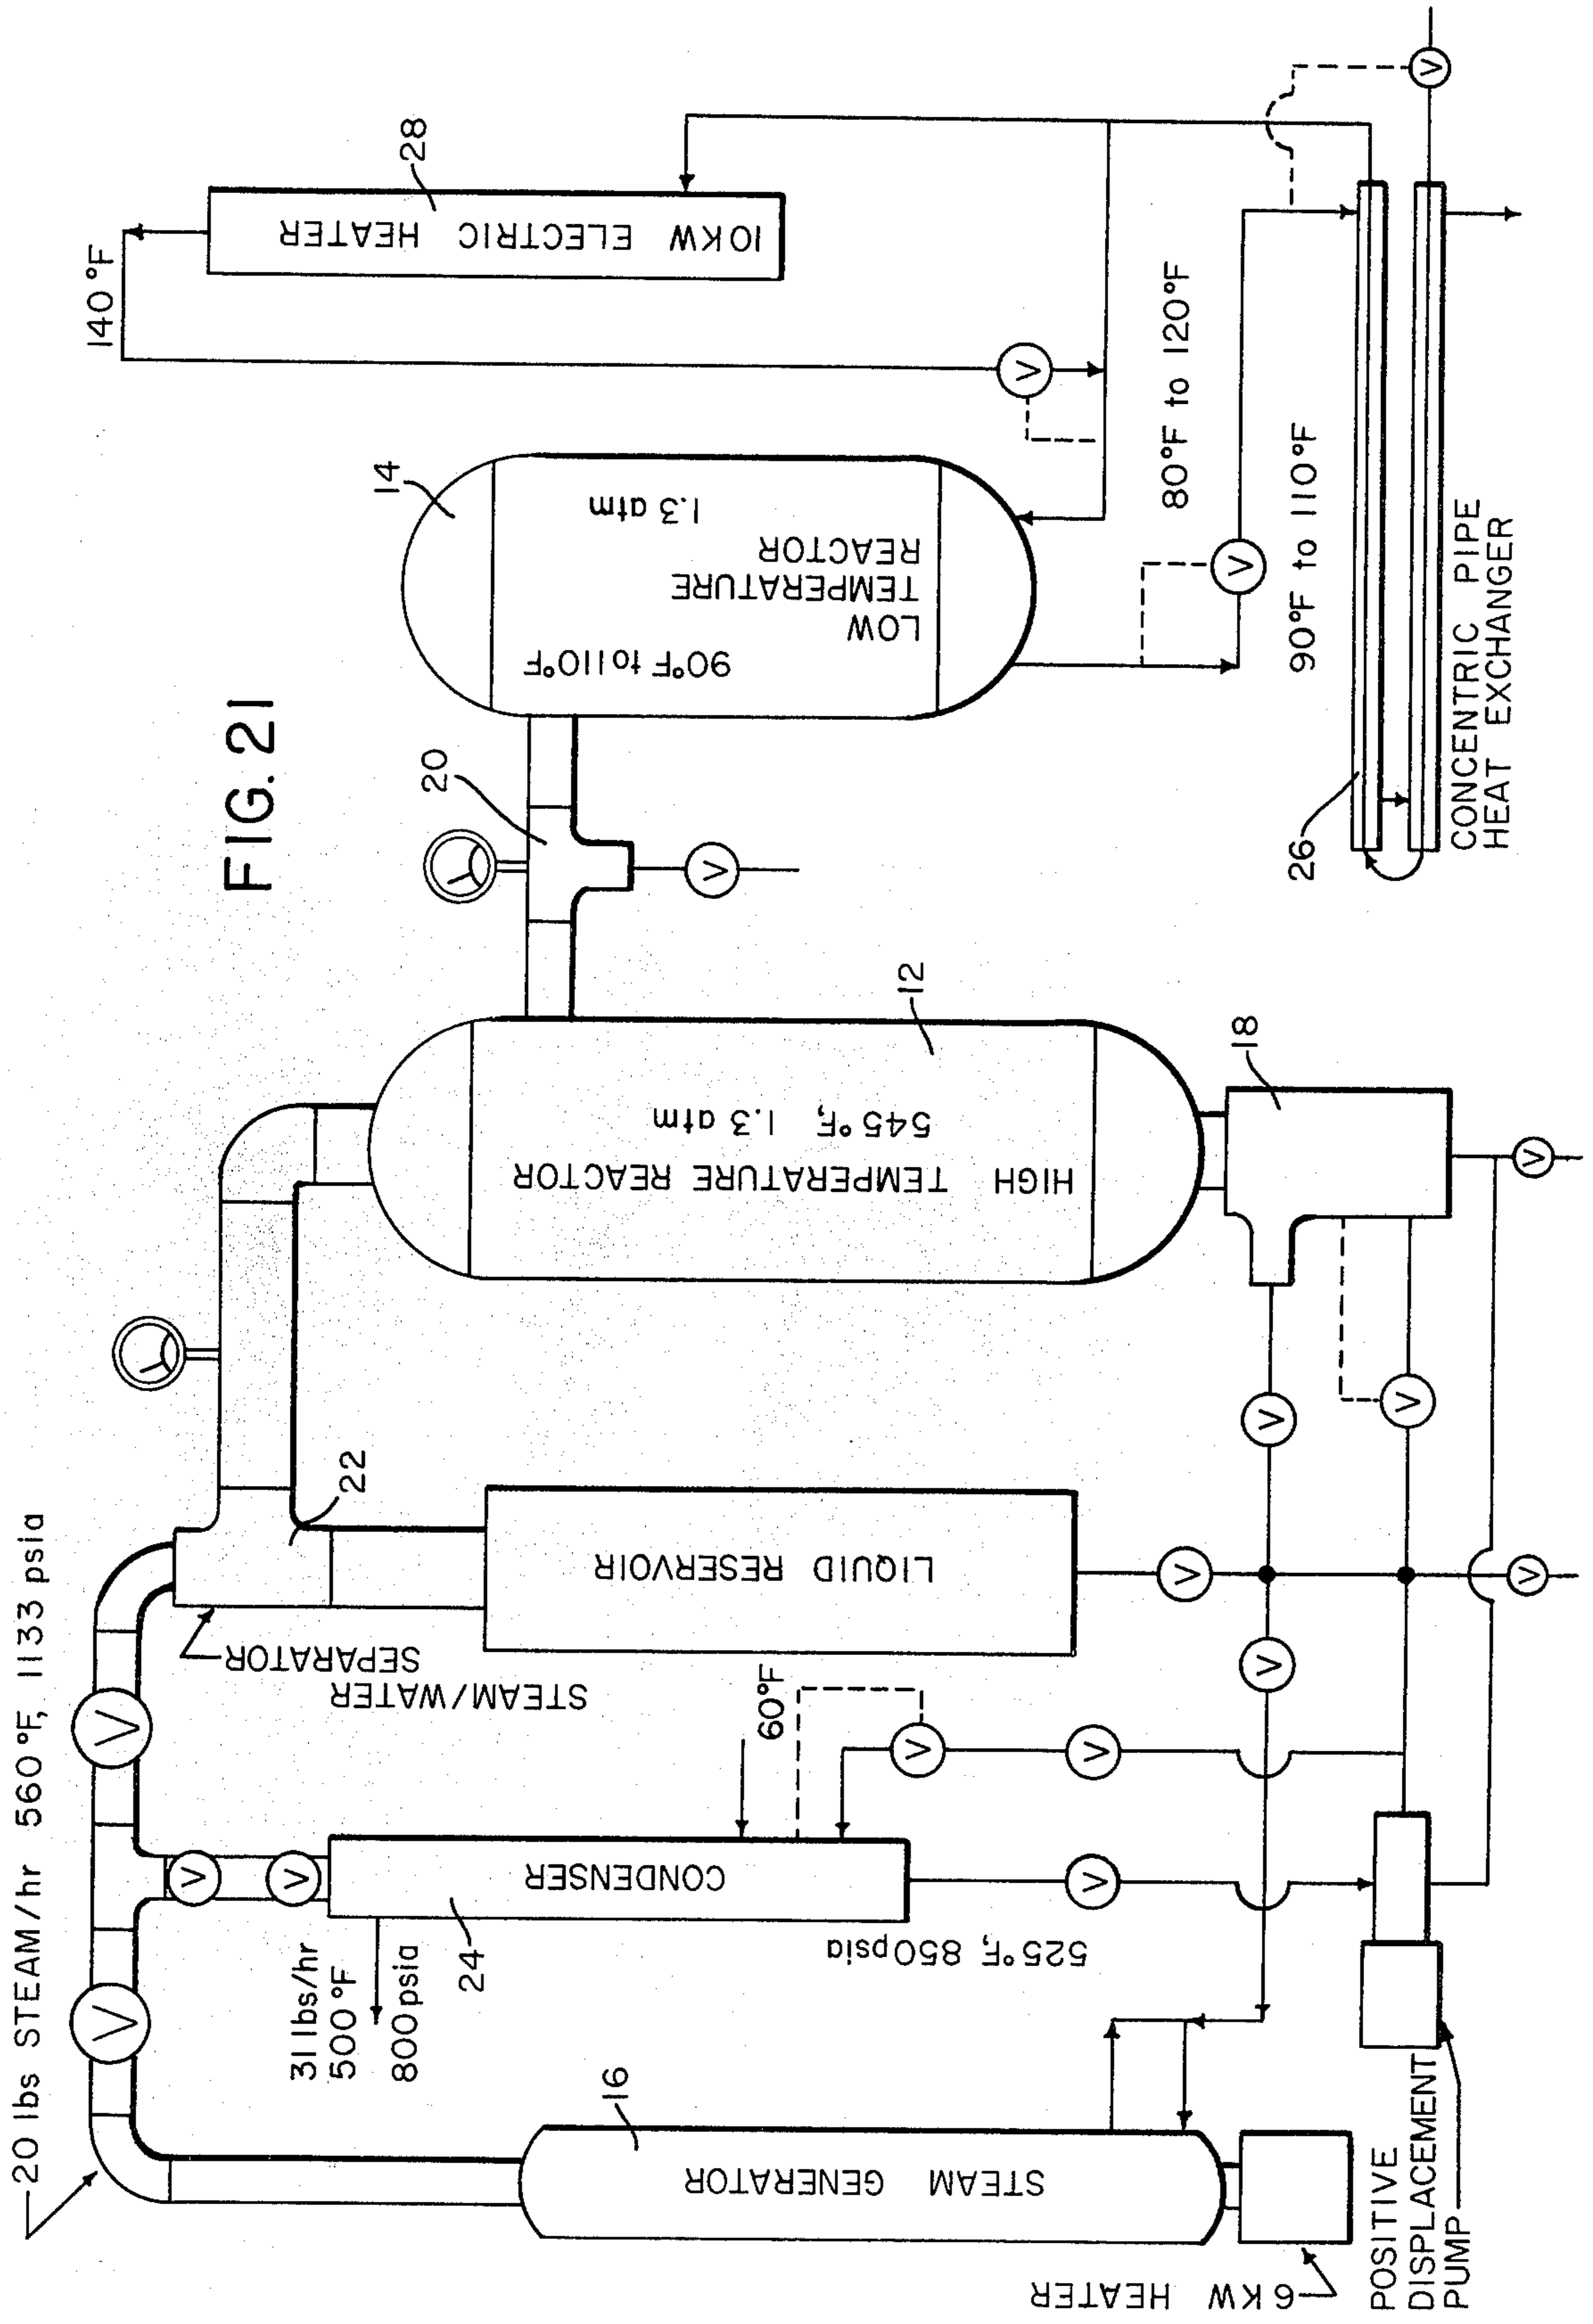 FIG. 21
20 lbs STEAM/hr 560°F, 1133 psia
STEAM/WATER
SEPARATOR
22
V
V
V
V
31 lbs/hr
500°F
800 psia
24
CONDENSER
60°F
525°F, 850 psia
V
V
V
16
STEAM GENERATOR
6 KW HEATER
POSITIVE
DISPLACEMENT
PUMP
LIQUID RESERVOIR
V
V
V
V
V
V
12
HIGH TEMPERATURE REACTOR
545°F, 1.3 atm
18
20
V
14
90°F to 110°F
LOW
TEMPERATURE
REACTOR
1.3 atm
V
80°F to 120°F
90°F to 110°F
140°F
28
10 KW ELECTRIC HEATER
V
V
26
CONCENTRIC PIPE
HEAT EXCHANGER